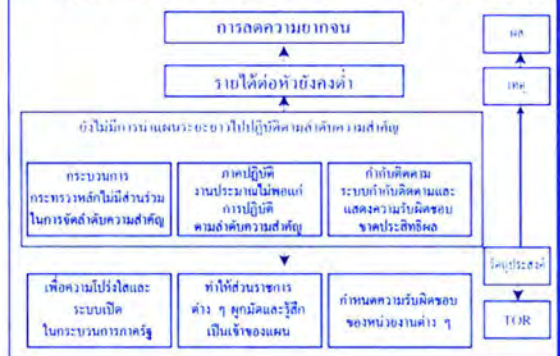 การลดความยากจน
ผล
รายได้ต่อหัวยังคงต่ำ
เหตุ
ยังไม่มีการนำแผนระยะยาวไปปฏิบัติตามลำดับความสำคัญ
กระบวนการ
กระทรวงหลักไม่มีส่วนร่วม
ในการจัดลำดับความสำคัญ
ภาคปฏิบัติ
งานประมาณไม่พอแก่
การปฏิบัติ
ตามลำดับความสำคัญ
กำกับติดตาม
ระบบกำกับติดตามและ
แสดงความรับผิดชอบ
ขาดประสิทธิผล
วัตถุประสงค์
เพื่อความโปร่งใสและ
ระบบเปิด
ในกระบวนการภาครัฐ
ทำให้ส่วนราชการ
ต่าง ๆ ผูกมัดและรู้สึก
เป็นเจ้าของแผน
กำหนดความรับผิดชอบ
ของหน่วยงานต่าง ๆ
TOR